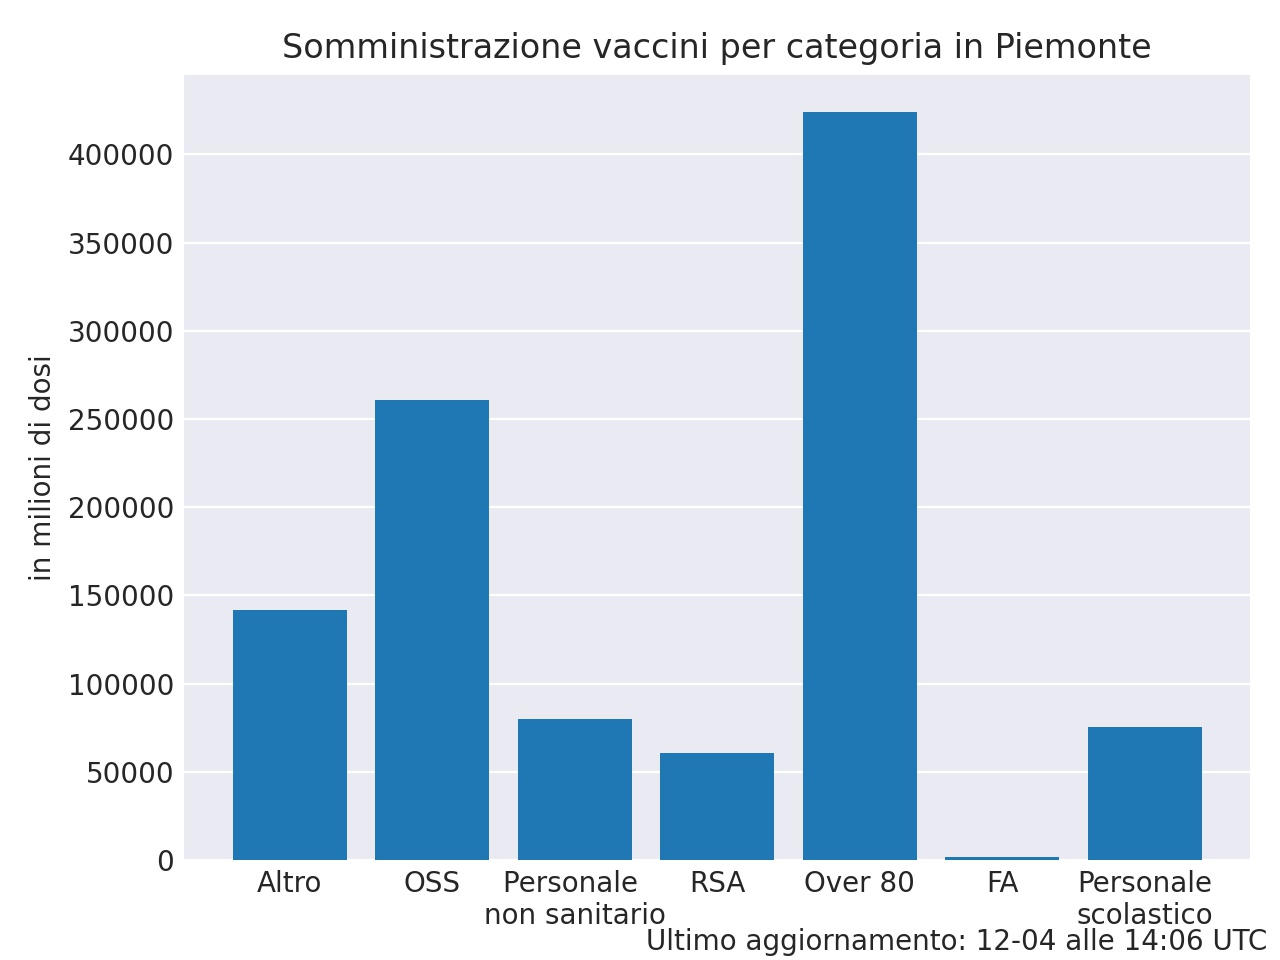 Somministrazione vaccini per categoria in Piemonte
in milioni di dosi
400000
350000
300000
250000
200000
150000
100000
50000
0
Altro
OSS
Personale
non sanitario
RSA
Over 80
FA
Personale
scolastico
Ultimo aggiornamento: 12-04 alle 14:06 UTC